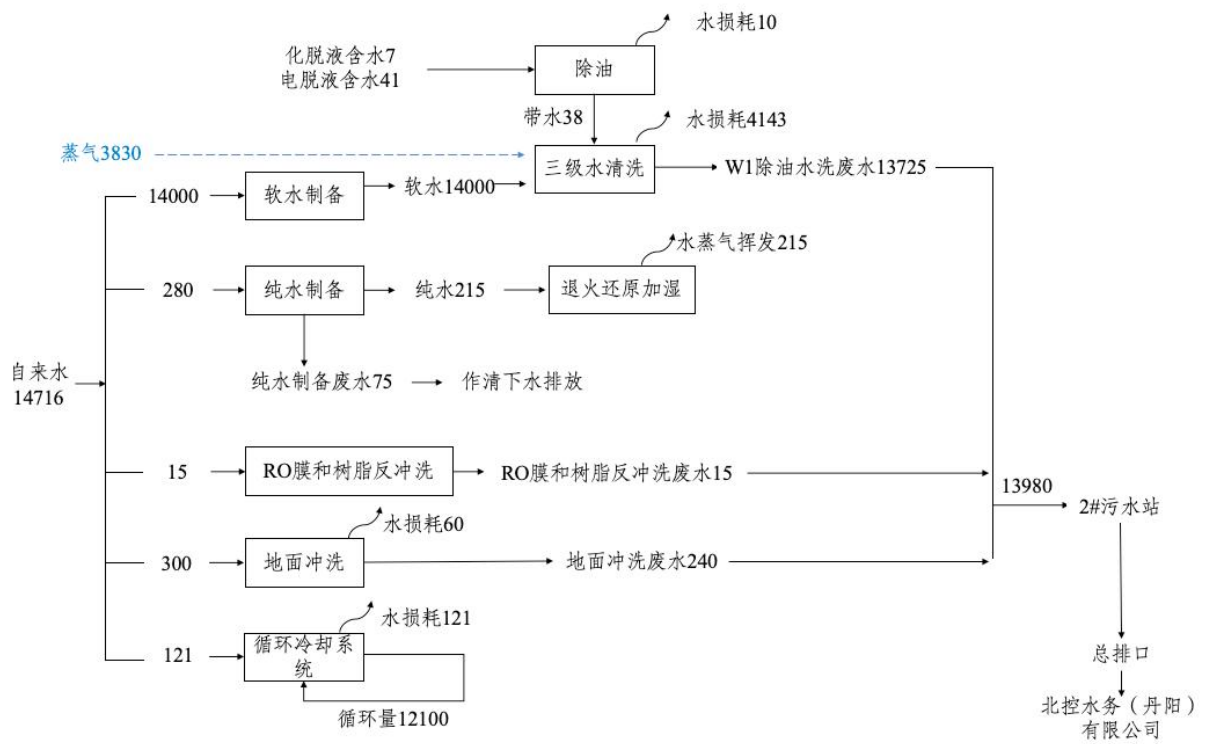 水损耗10
化脱液含水7
电脱液含水41
除油
带水38
水损耗4143
蒸气3830
三级水清洗
W1除油水洗废水13725
14000
软水制备
软水14000
水蒸气挥发215
280
纯水制备
纯水215
退火还原加湿
自来水
14716
纯水制备废水75
作清下水排放
15
RO膜和树脂反冲洗
RO膜和树脂反冲洗废水15
13980
2#污水站
水损耗60
300
地面冲洗
地面冲洗废水240
水损耗121
121
循环冷却系
统
循环量12100
总排口
北控水务（丹阳）
有限公司